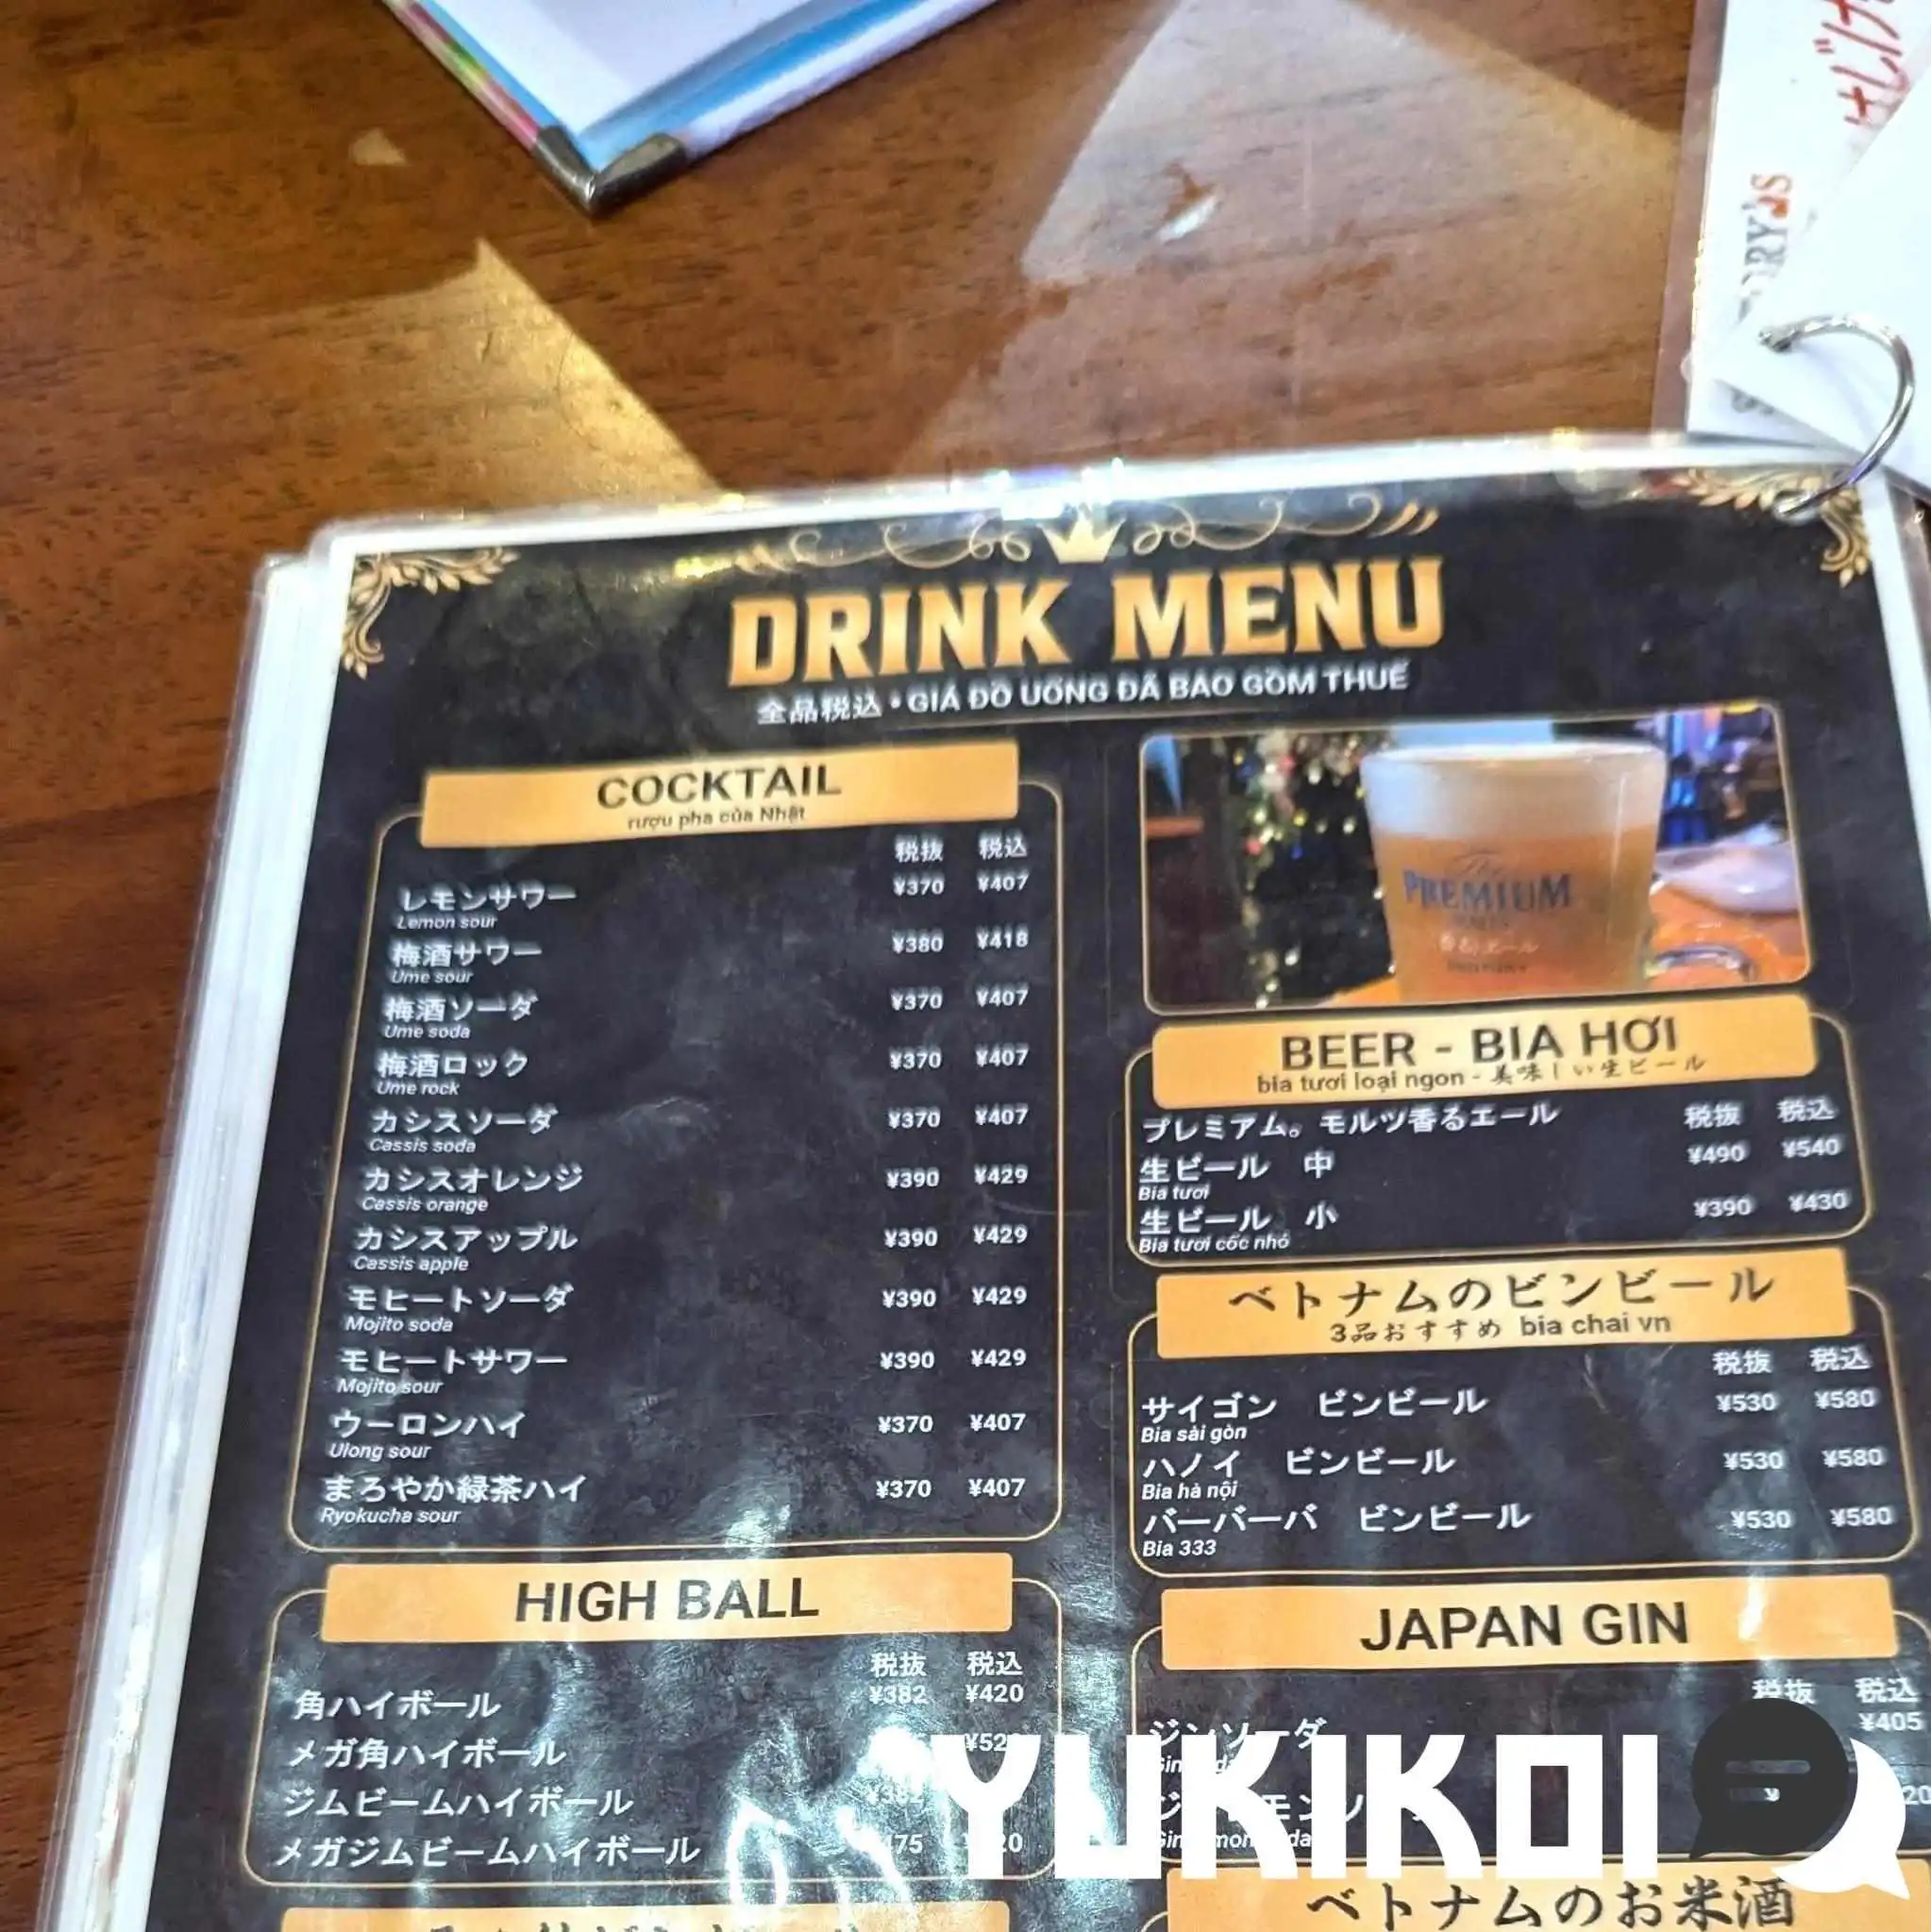 DRINK MENU
全品税込・GIÁ ĐỒ UỐNG ĐÃ BAO GỒM THUẾ
COCKTAIL
rượu pha của Nhật
税抜 税込
レモンサワー ¥370 ¥407
Lemon sour
梅酒サワー ¥380 ¥418
Ume sour
梅酒ソーダ ¥370 ¥407
Ume soda
梅酒ロック ¥370 ¥407
Ume rock
カシスソーダ ¥370 ¥407
Cassis soda
カシスオレンジ ¥390 ¥429
Cassis orange
カシスアップル ¥390 ¥429
Cassis apple
モヒートソーダ ¥390 ¥429
Mojito soda
モヒートサワー ¥390 ¥429
Mojito sour
ウーロンハイ ¥370 ¥407
Ulong sour
まろやか緑茶ハイ ¥370 ¥407
Ryokucha sour
HIGH BALL
税抜 税込
角ハイボール ¥382 ¥420
メガ角ハイボール
ジムビームハイボール
メガジムビームハイボール
The
PREMIUM
BEER - BIA HƠI
bia tươi loại ngon - 美味しい生ビール
プレミアム。モルツ香るエール 税抜 税込
生ビール 中 ¥490 ¥540
Bia tươi
生ビール 小 ¥390 ¥430
Bia tươi cốc nhỏ
ベトナムのビンビール
3品おすすめ bia chai vn
税抜 税込
サイゴン ビンビール ¥530 ¥580
Bia sài gòn
ハノイ ビンビール ¥530 ¥580
Bia hà nội
バーバーバ ビンビール ¥530 ¥580
Bia 333
JAPAN GIN
税抜 税込
ジンソーダ ¥405
ベトナムのお米酒
YUKIKOI